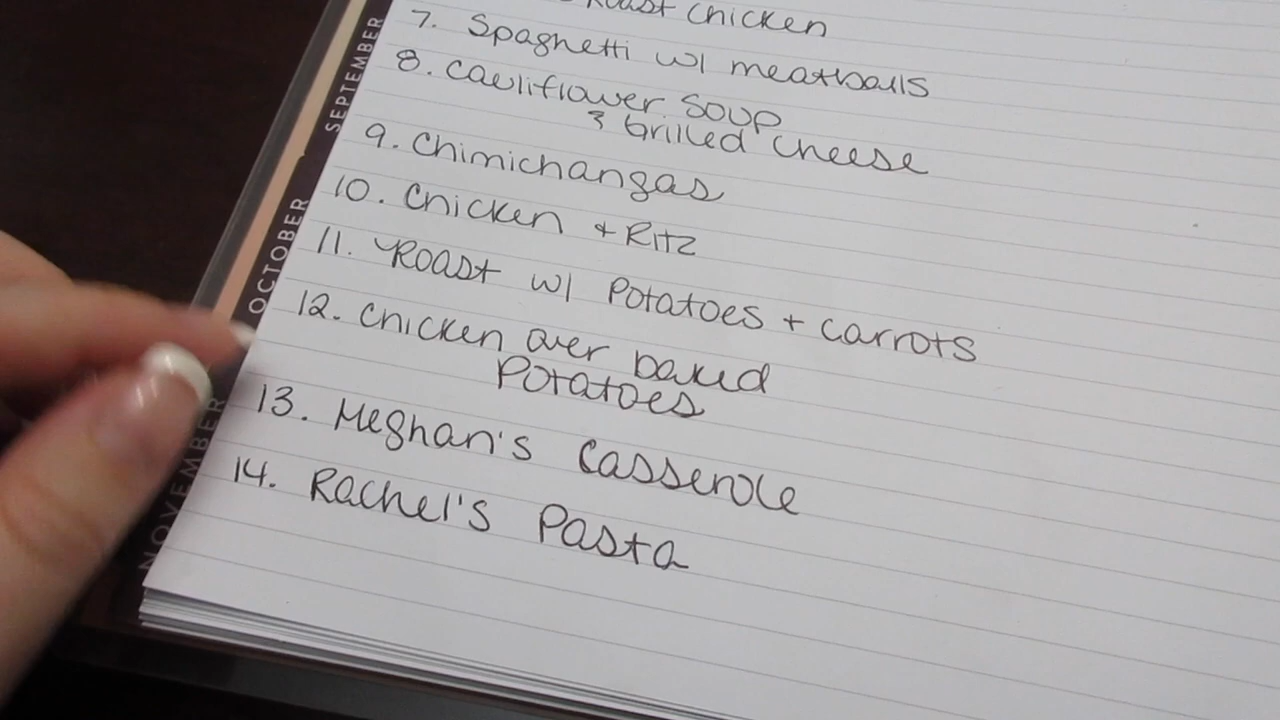 Roast Chicken
7. Spaghetti w/ meatballs
8. Cauliflower Soup
& Grilled Cheese
9. Chimichangas
10. Chicken + Ritz
11. Roast w/ Potatoes + Carrots
12. Chicken over baked
Potatoes
13. Meghan's Casserole
14. Rachel's Pasta
SEPTEMBER
OCTOBER
NOVEMBER